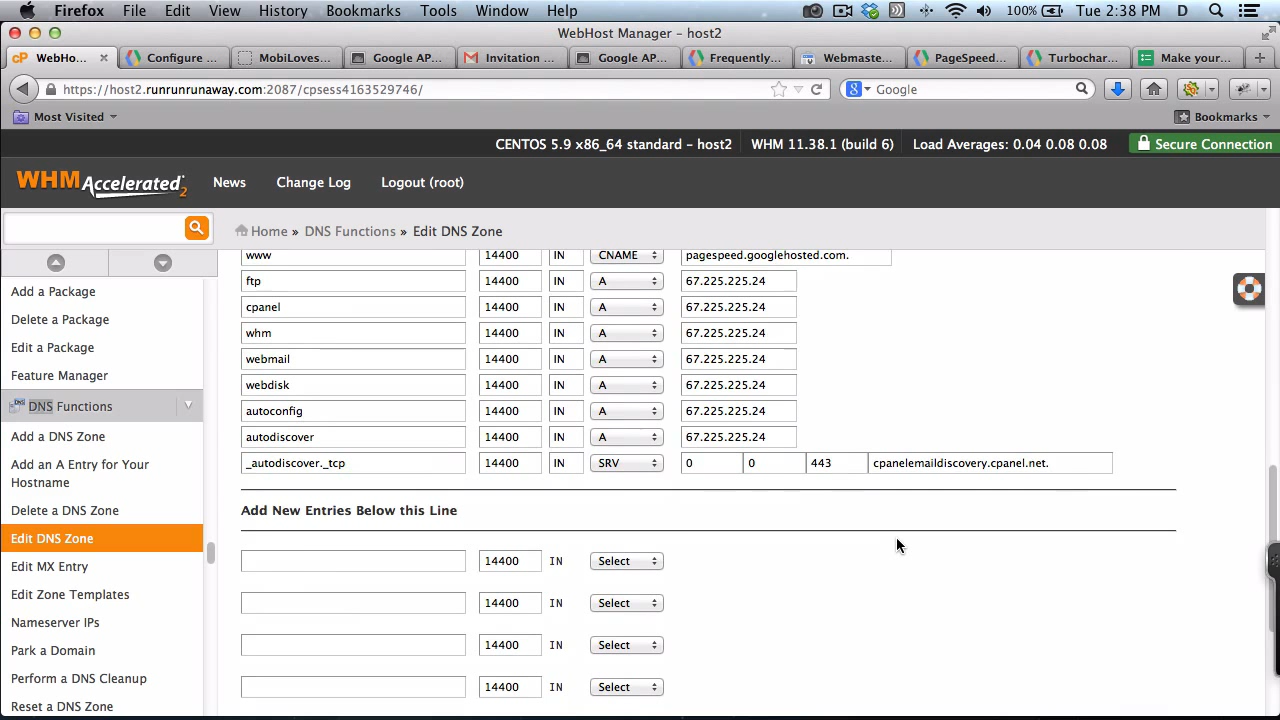 Firefox File Edit View History Bookmarks Tools Window Help 100% Tue 2:38 PM D
WebHost Manager - host2
cP WebHo... Configure ... MobiLoves... Google AP... Invitation ... Google AP... Frequently... Webmaste... PageSpeed... Turbochar... Make your...
https://host2.runrunrunaway.com:2087/cpsess4163529746/ Google
Most Visited Bookmarks
CENTOS 5.9 x86_64 standard – host2 WHM 11.38.1 (build 6) Load Averages: 0.04 0.08 0.08 Secure Connection
WHM Accelerated2 News Change Log Logout (root)
Home » DNS Functions » Edit DNS Zone
www 14400 IN CNAME pagespeed.googlehosted.com.
ftp 14400 IN A 67.225.225.24
cpanel 14400 IN A 67.225.225.24
whm 14400 IN A 67.225.225.24
webmail 14400 IN A 67.225.225.24
webdisk 14400 IN A 67.225.225.24
autoconfig 14400 IN A 67.225.225.24
autodiscover 14400 IN A 67.225.225.24
_autodiscover._tcp 14400 IN SRV 0 0 443 cpanelemaildiscovery.cpanel.net.
Add New Entries Below this Line
14400 IN Select
14400 IN Select
14400 IN Select
14400 IN Select
Add a Package
Delete a Package
Edit a Package
Feature Manager
DNS Functions
Add a DNS Zone
Add an A Entry for Your
Hostname
Delete a DNS Zone
Edit DNS Zone
Edit MX Entry
Edit Zone Templates
Nameserver IPs
Park a Domain
Perform a DNS Cleanup
Reset a DNS Zone